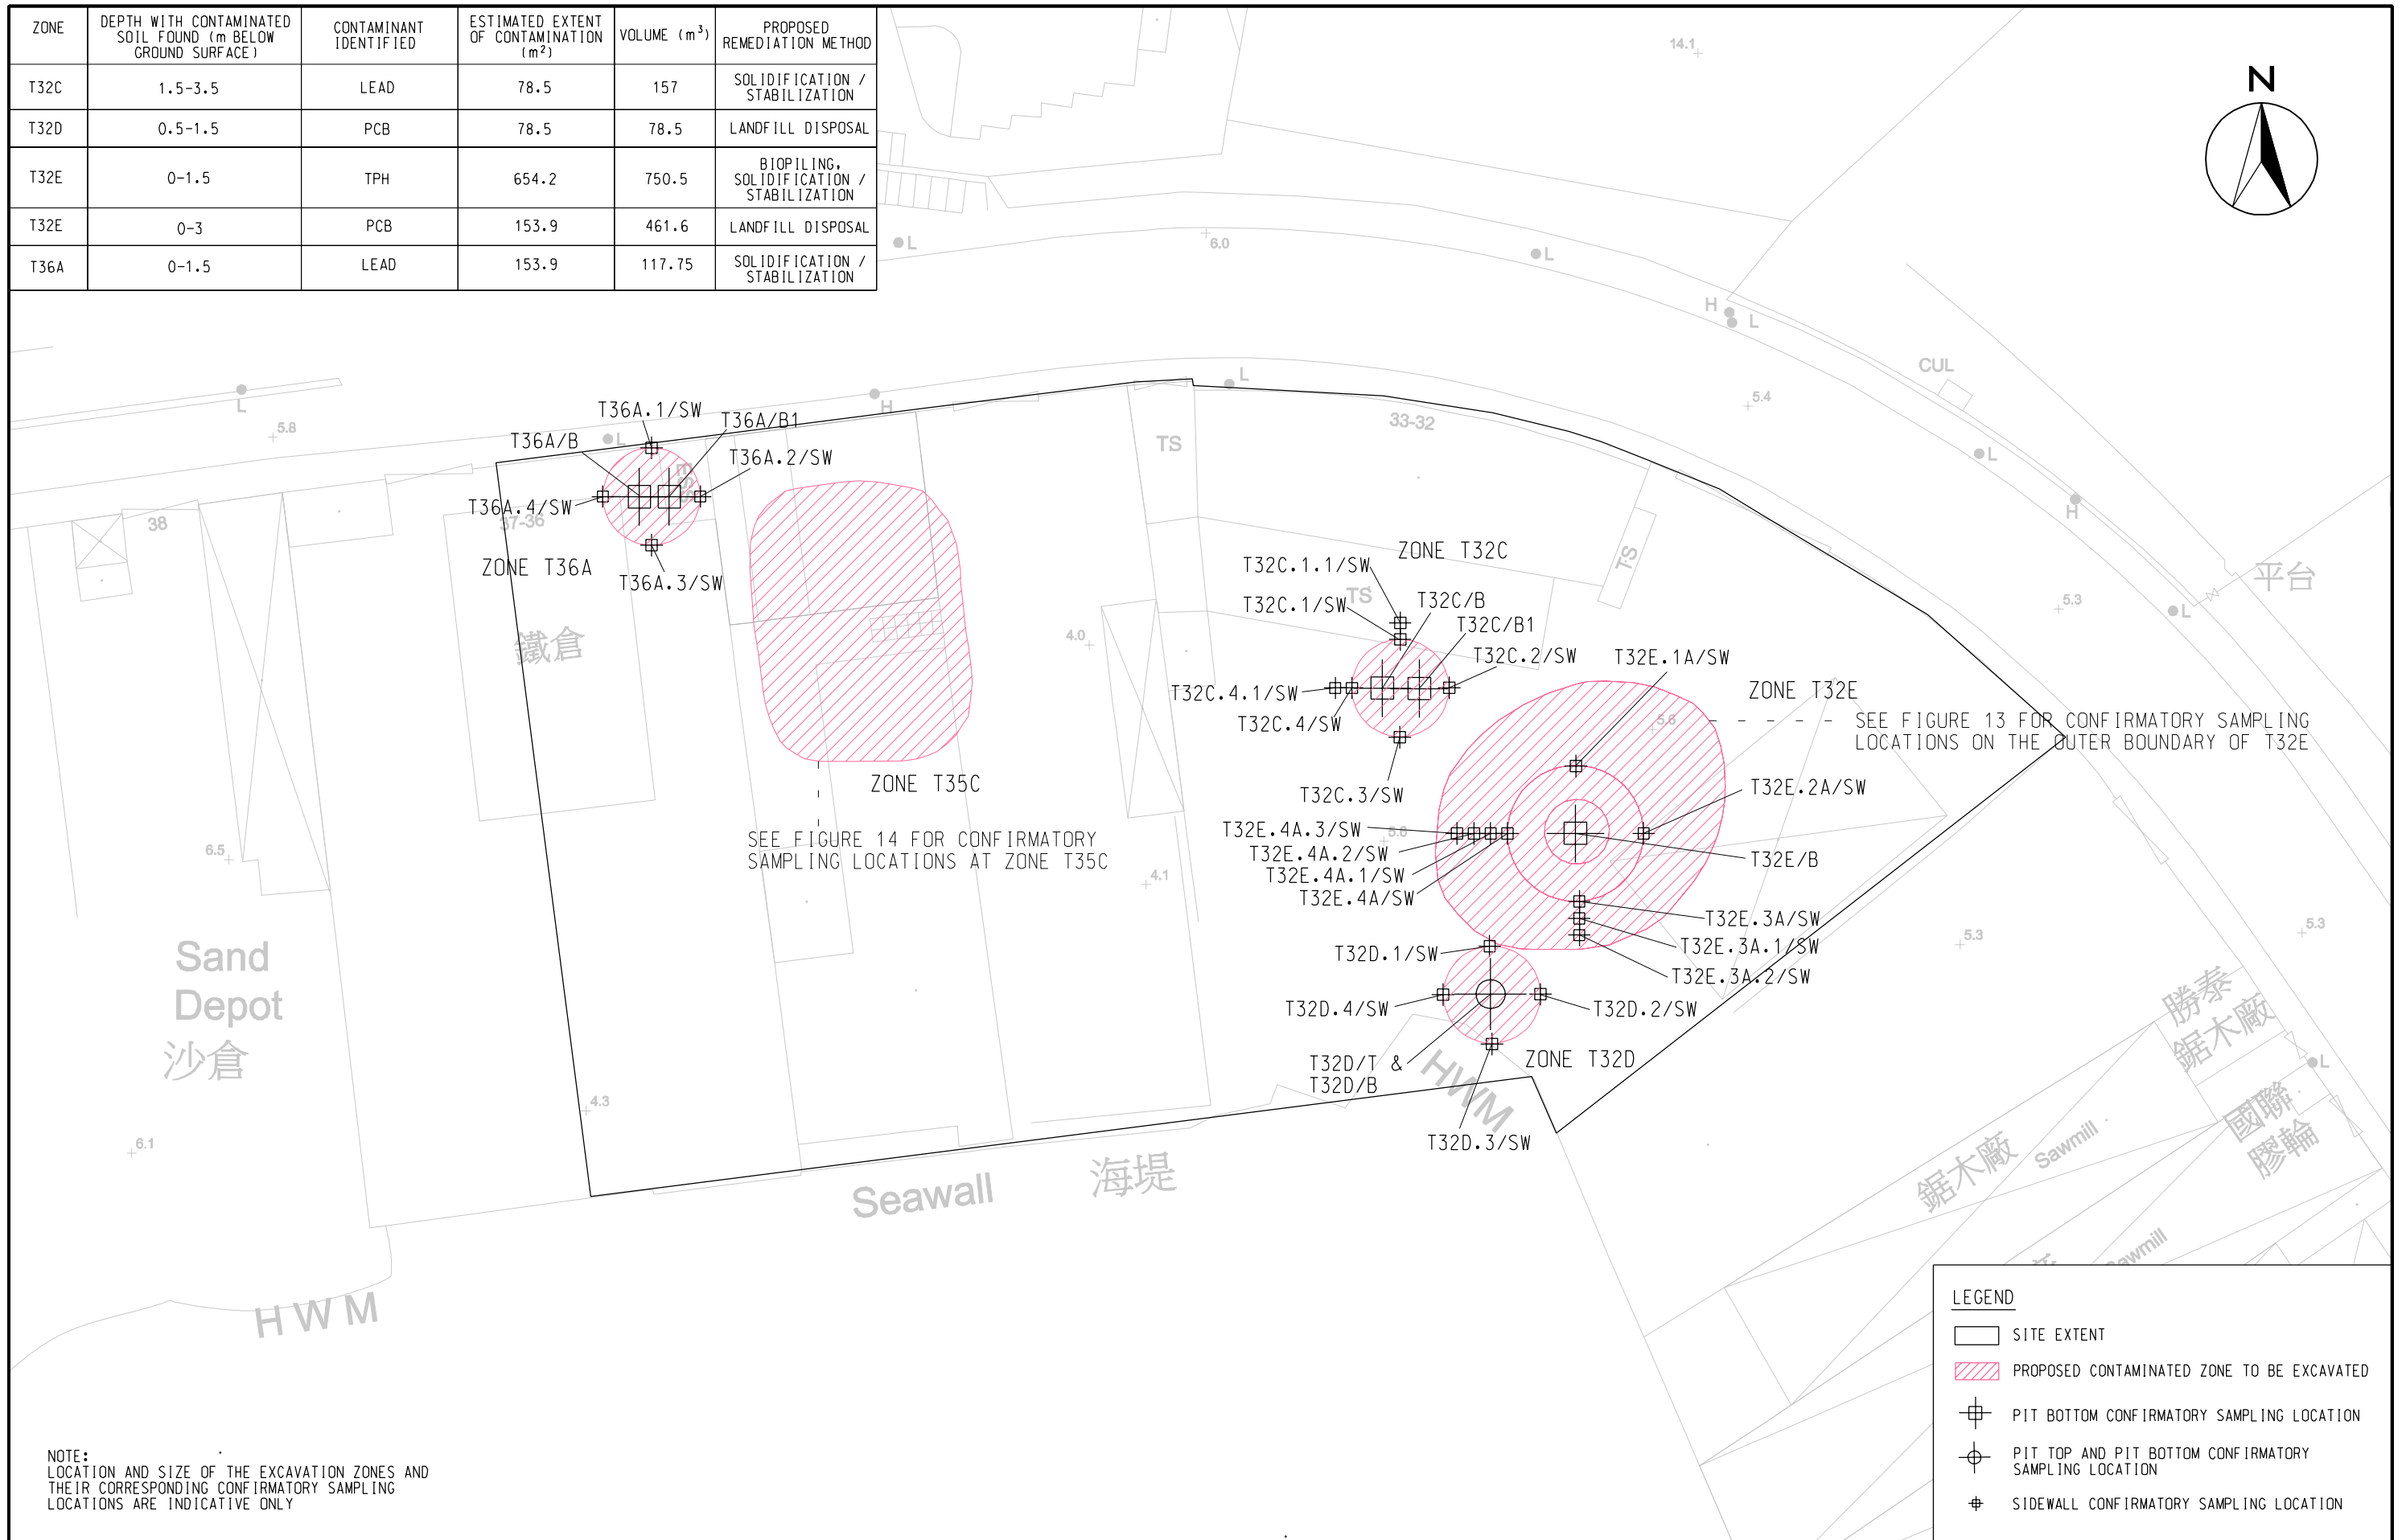 ZONE
DEPTH WITH CONTAMINATED
SOIL FOUND (m BELOW
GROUND SURFACE)
CONTAMINANT
IDENTIFIED
ESTIMATED EXTENT
OF CONTAMINATION
(m²)
VOLUME (m³)
PROPOSED
REMEDIATION METHOD
T32C
1.5-3.5
LEAD
78.5
157
SOLIDIFICATION /
STABILIZATION
T32D
0.5-1.5
PCB
78.5
78.5
LANDFILL DISPOSAL
T32E
0-1.5
TPH
654.2
750.5
BIOPILING,
SOLIDIFICATION /
STABILIZATION
T32E
0-3
PCB
153.9
461.6
LANDFILL DISPOSAL
T36A
0-1.5
LEAD
153.9
117.75
SOLIDIFICATION /
STABILIZATION
14.1
N
L
6.0
L
H
L
CUL
5.4
L
H
平台
5.3
L
L
5.8
H
L
L
33-32
TS
TS
TS
T36A.1/SW
T36A/B1
T36A/B
T36A.2/SW
T36A.4/SW
T36A.3/SW
ZONE T36A
38
37-36
鐵倉
ZONE T35C
SEE FIGURE 14 FOR CONFIRMATORY
SAMPLING LOCATIONS AT ZONE T35C
4.0
4.1
6.5
ZONE T32C
T32C.1.1/SW
T32C.1/SW
T32C/B
T32C/B1
T32C.2/SW
T32C.4.1/SW
T32C.4/SW
T32C.3/SW
T32E.1A/SW
ZONE T32E
5.6
SEE FIGURE 13 FOR CONFIRMATORY SAMPLING
LOCATIONS ON THE OUTER BOUNDARY OF T32E
T32E.2A/SW
T32E/B
T32E.4A.3/SW
T32E.4A.2/SW
T32E.4A.1/SW
T32E.4A/SW
T32E.3A/SW
T32E.3A.1/SW
T32E.3A.2/SW
T32D.1/SW
T32D.4/SW
T32D.2/SW
T32D/T &
T32D/B
ZONE T32D
T32D.3/SW
HWM
5.3
5.3
Sand
Depot
沙倉
4.3
6.1
Seawall
海堤
HWM
勝泰
鋸木廠
L
國聯
膠輪
鋸木廠
Sawmill
LEGEND
SITE EXTENT
PROPOSED CONTAMINATED ZONE TO BE EXCAVATED
PIT BOTTOM CONFIRMATORY SAMPLING LOCATION
PIT TOP AND PIT BOTTOM CONFIRMATORY
SAMPLING LOCATION
SIDEWALL CONFIRMATORY SAMPLING LOCATION
NOTE:
LOCATION AND SIZE OF THE EXCAVATION ZONES AND
THEIR CORRESPONDING CONFIRMATORY SAMPLING
LOCATIONS ARE INDICATIVE ONLY